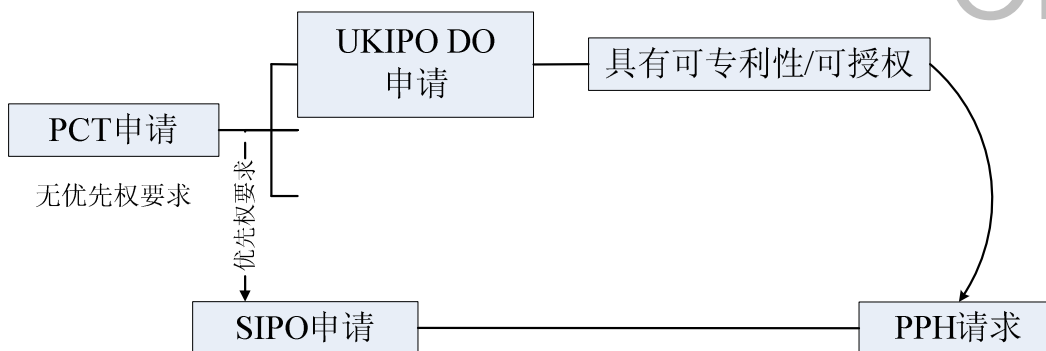 UKIPO DO
申请
具有可专利性/可授权
PCT申请
无优先权要求
优先权要求
SIPO申请
PPH请求